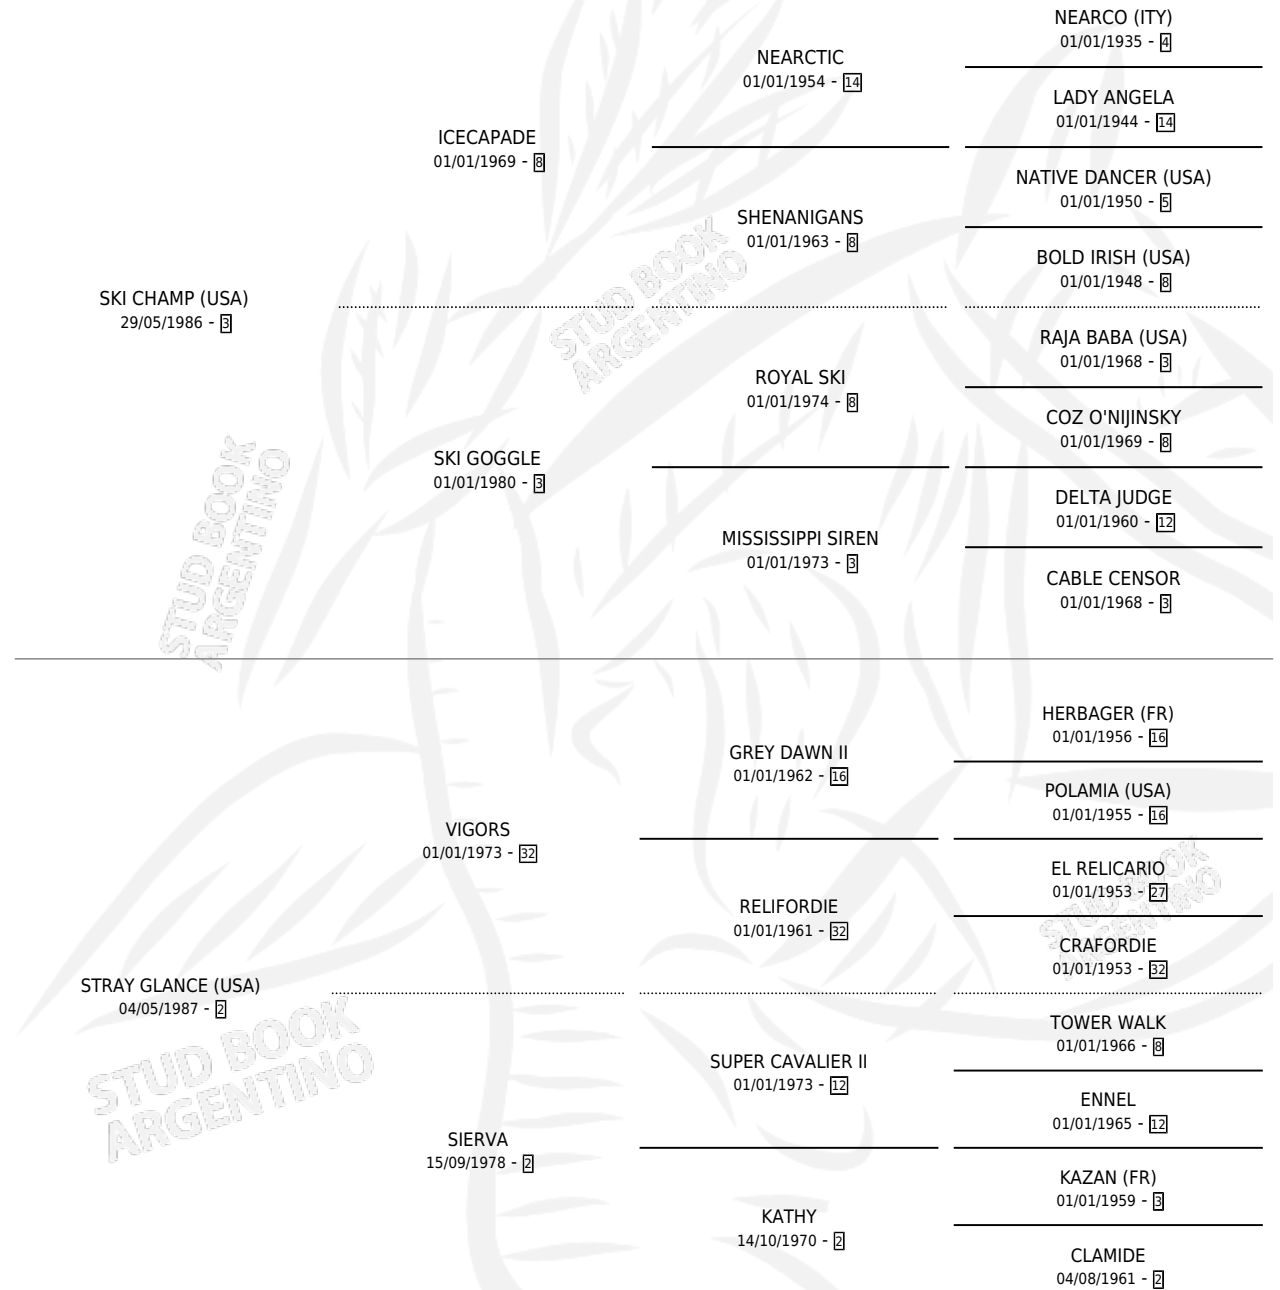 NEARCO (ITY)
01/01/1935 - 4
NEARCTIC
01/01/1954 - 14
LADY ANGELA
01/01/1944 - 14
ICECAPADE
01/01/1969 - 8
NATIVE DANCER (USA)
01/01/1950 - 5
SHENANIGANS
01/01/1963 - 8
BOLD IRISH (USA)
01/01/1948 - 8
SKI CHAMP (USA)
29/05/1986 - 3
RAJA BABA (USA)
01/01/1968 - 3
ROYAL SKI
01/01/1974 - 8
COZ O'NIJINSKY
01/01/1969 - 8
SKI GOGGLE
01/01/1980 - 3
DELTA JUDGE
01/01/1960 - 12
MISSISSIPPI SIREN
01/01/1973 - 3
CABLE CENSOR
01/01/1968 - 3
HERBAGER (FR)
01/01/1956 - 16
GREY DAWN II
01/01/1962 - 16
POLAMIA (USA)
01/01/1955 - 16
VIGORS
01/01/1973 - 32
EL RELICARIO
01/01/1953 - 27
RELIFORDIE
01/01/1961 - 32
CRAFORDIE
01/01/1953 - 32
STRAY GLANCE (USA)
04/05/1987 - 2
TOWER WALK
01/01/1966 - 8
SUPER CAVALIER II
01/01/1973 - 12
ENNEL
01/01/1965 - 12
SIERVA
15/09/1978 - 2
KAZAN (FR)
01/01/1959 - 3
KATHY
14/10/1970 - 2
CLAMIDE
04/08/1961 - 2
STUD BOOK
ARGENTINO
STUD BOOK
ARGENTINO
STUD BOOK
ARGENTINO
STUD BOOK
ARGENTINO